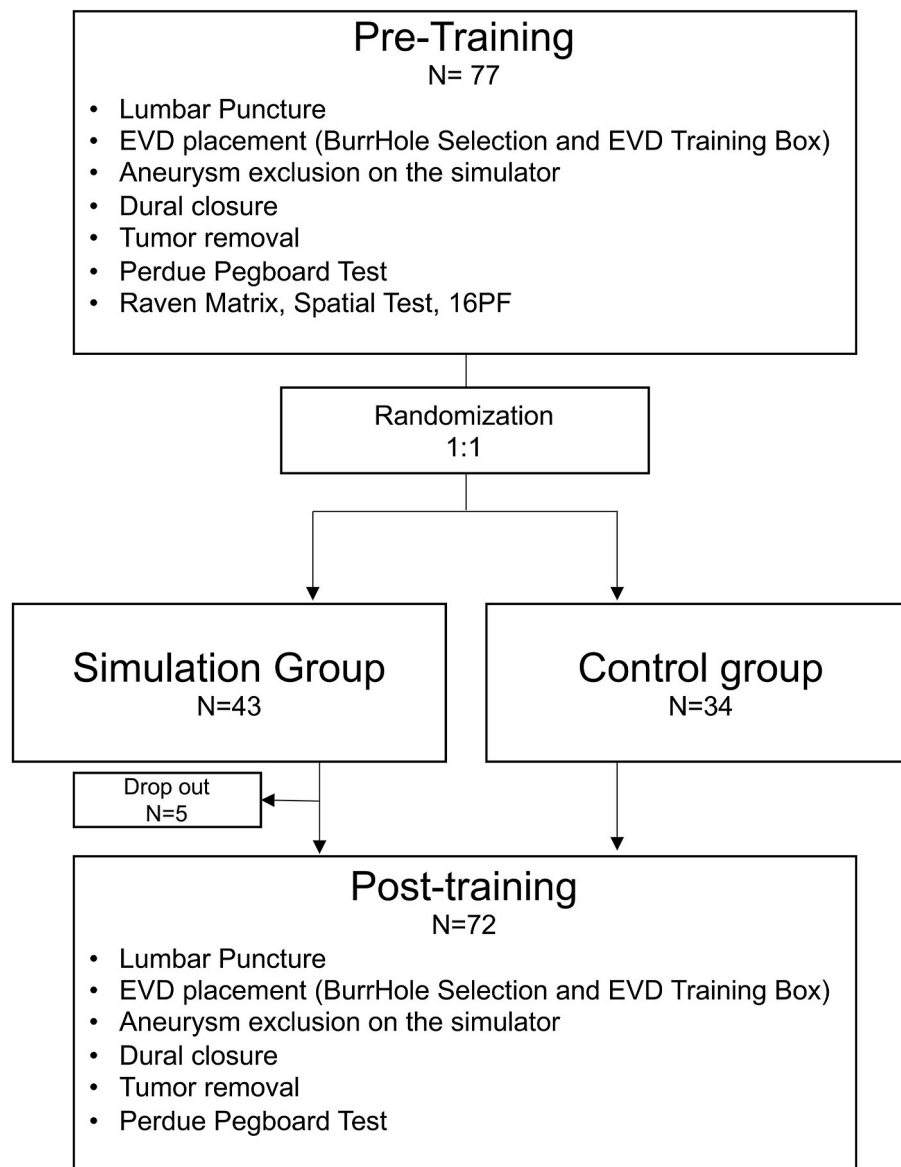 Pre-Training
N= 77
• Lumbar Puncture
• EVD placement (BurrHole Selection and EVD Training Box)
• Aneurysm exclusion on the simulator
• Dural closure
• Tumor removal
• Perdue Pegboard Test
• Raven Matrix, Spatial Test, 16PF
Randomization
1:1
Simulation Group
N=43
Control group
N=34
Drop out
N=5
Post-training
N=72
• Lumbar Puncture
• EVD placement (BurrHole Selection and EVD Training Box)
• Aneurysm exclusion on the simulator
• Dural closure
• Tumor removal
• Perdue Pegboard Test